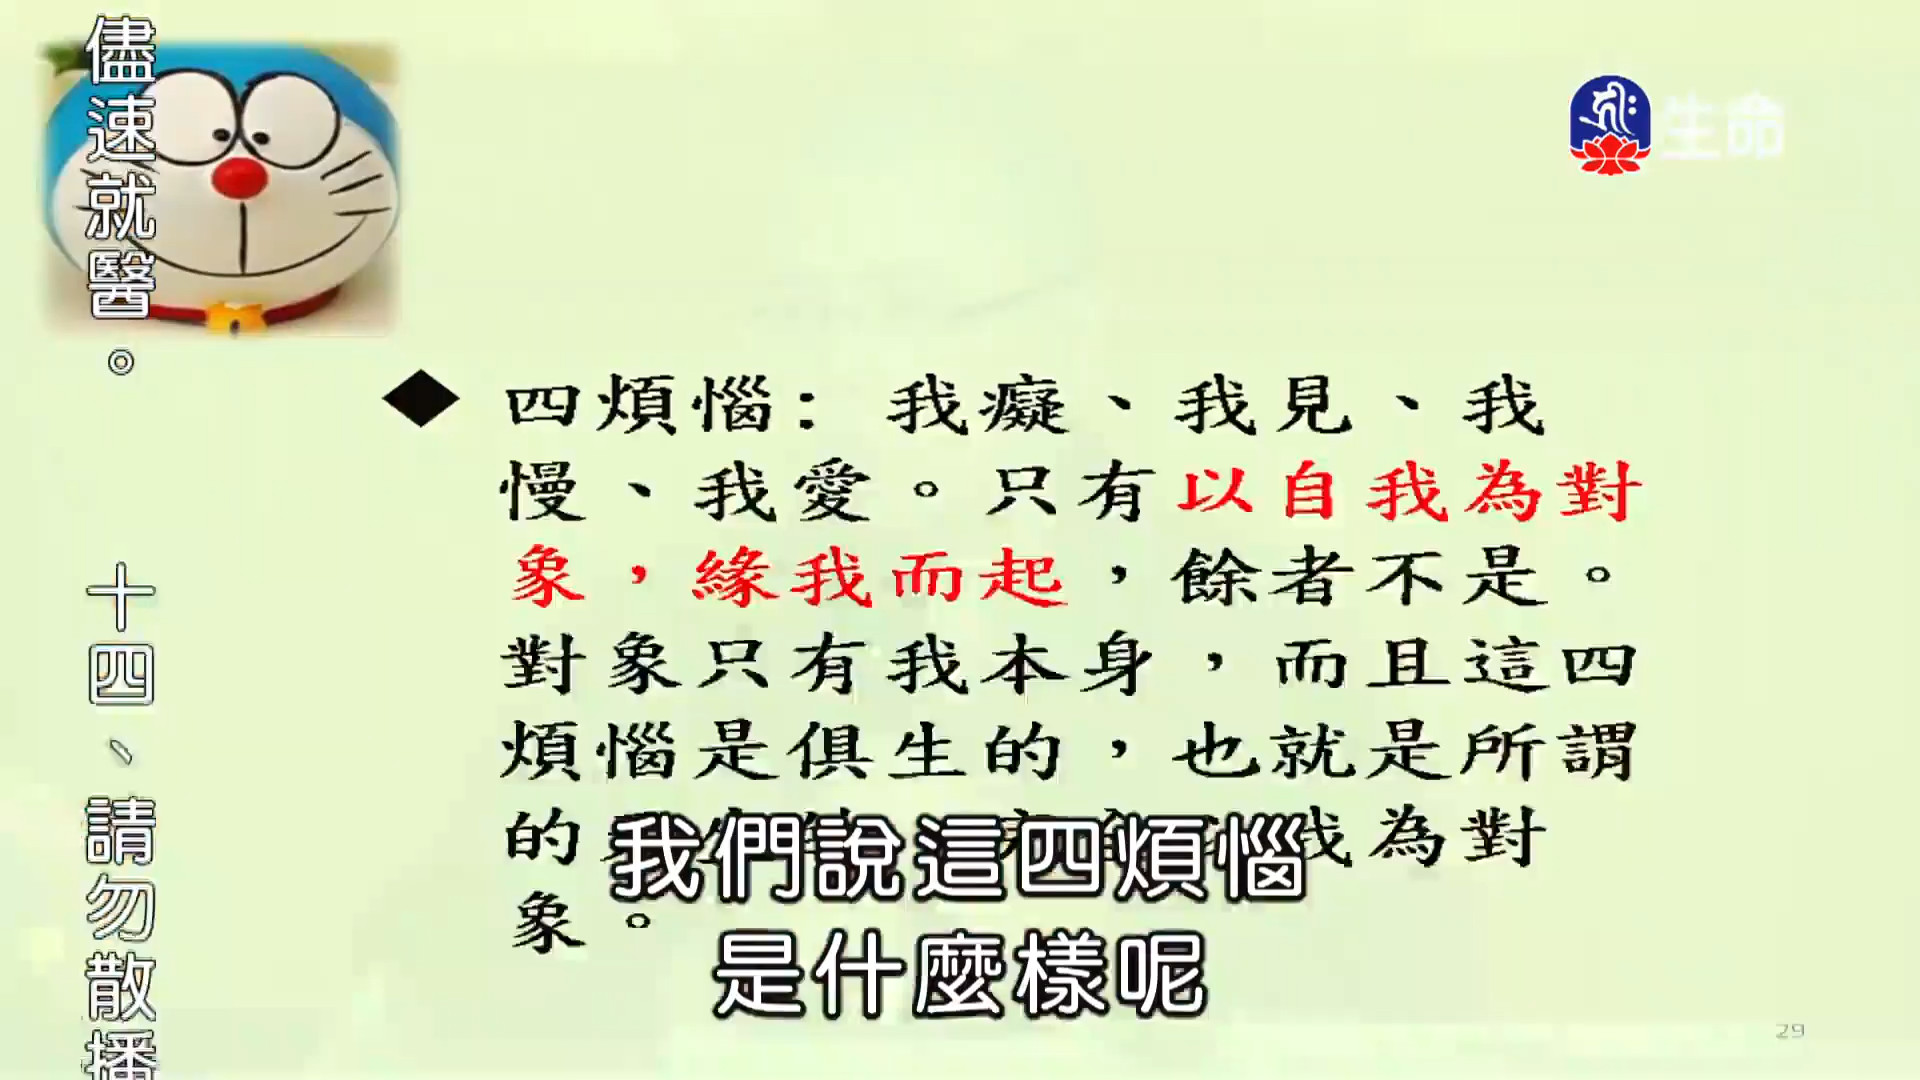 儘速就醫。
十四、請勿散播
生命
四煩惱：我癡、我見、我
慢、我愛。只有以自我為對
象，緣我而起，餘者不是。
對象只有我本身，而且這四
煩惱是俱生的，也就是所謂
的 我為對
象。
我們說這四煩惱
是什麼樣呢
29